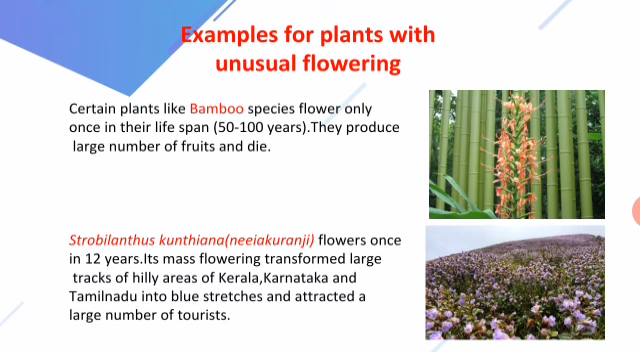 Examples for plants with
unusual flowering
Certain plants like Bamboo species flower only
once in their life span (50-100 years).They produce
large number of fruits and die.
Strobilanthus kunthiana(neeiakuranji) flowers once
in 12 years.Its mass flowering transformed large
tracks of hilly areas of Kerala,Karnataka and
Tamilnadu into blue stretches and attracted a
large number of tourists.